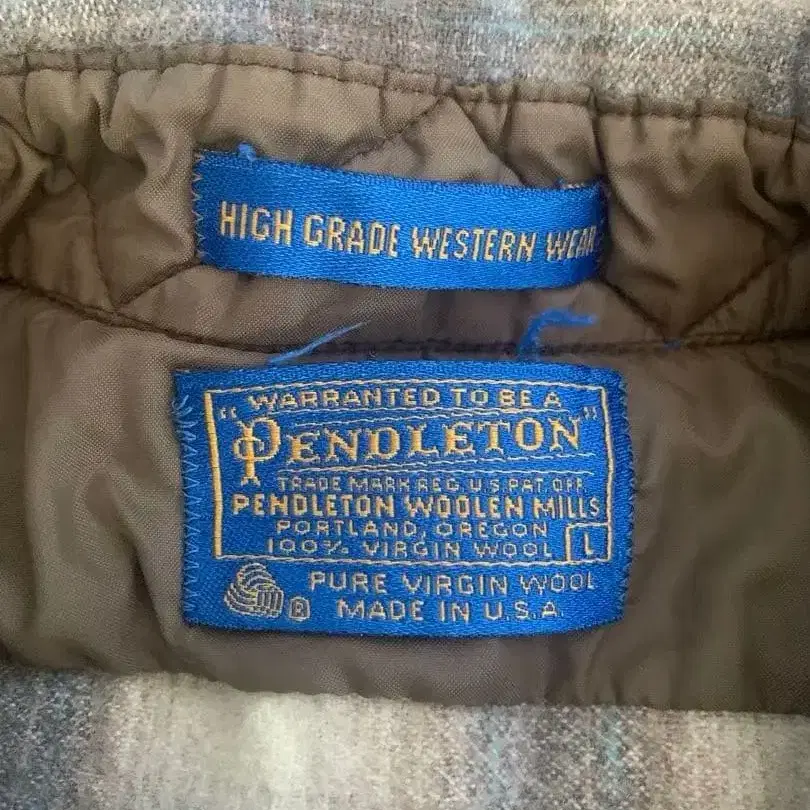 HIGH GRADE WESTERN WEAR
WARRANTED TO BE A
"PENDLETON"
TRADE MARK REG. U.S. PAT. OFF.
PENDLETON WOOLEN MILLS
PORTLAND, OREGON
100% VIRGIN WOOL L
PURE VIRGIN WOOL
® MADE IN U.S.A.